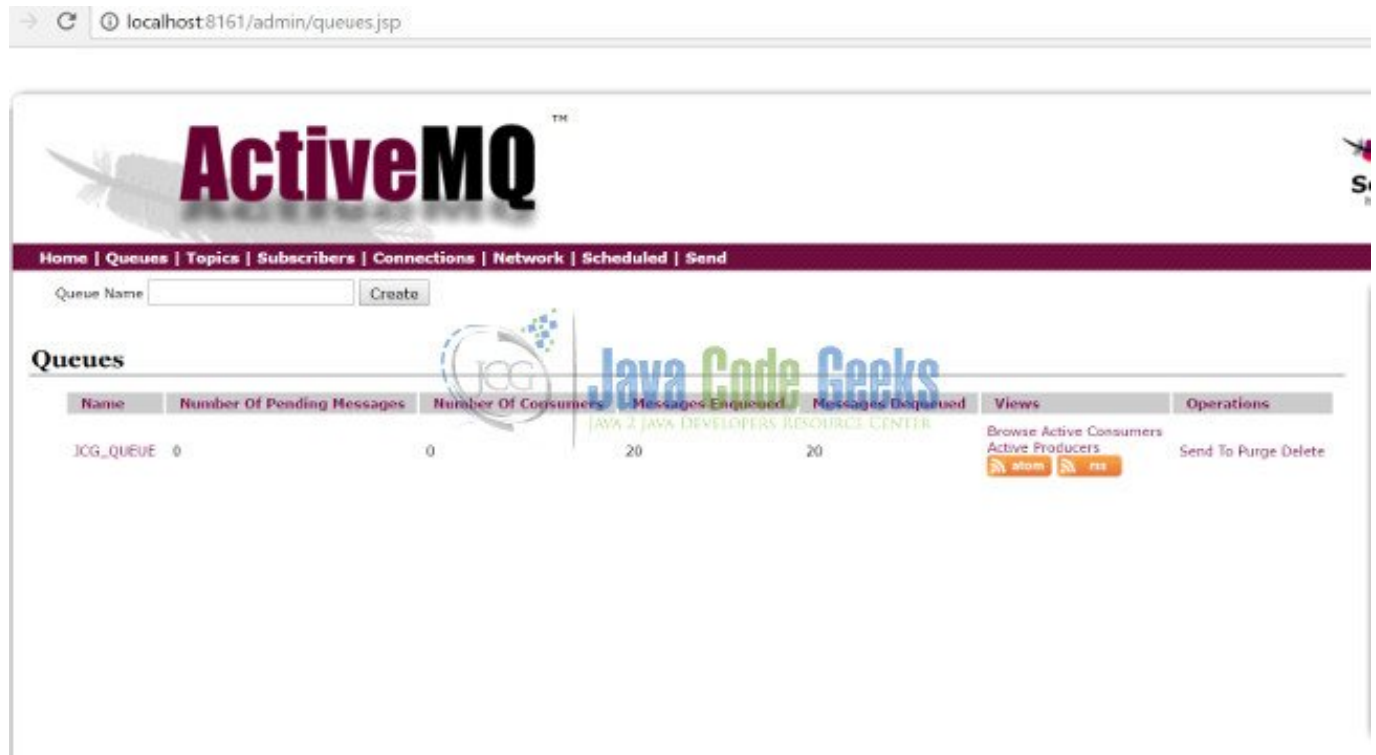 localhost:8161/admin/queues.jsp
ActiveMQ ™
Home | Queues | Topics | Subscribers | Connections | Network | Scheduled | Send
Queue Name Create
Queues
JCG Java Code Geeks
JAVA 2 JAVA DEVELOPERS RESOURCE CENTER
Name Number Of Pending Messages Number Of Consumers Messages Enqueued Messages Dequeued Views Operations
Browse Active Consumers
JCG_QUEUE 0 0 20 20 Active Producers Send To Purge Delete
atom rss